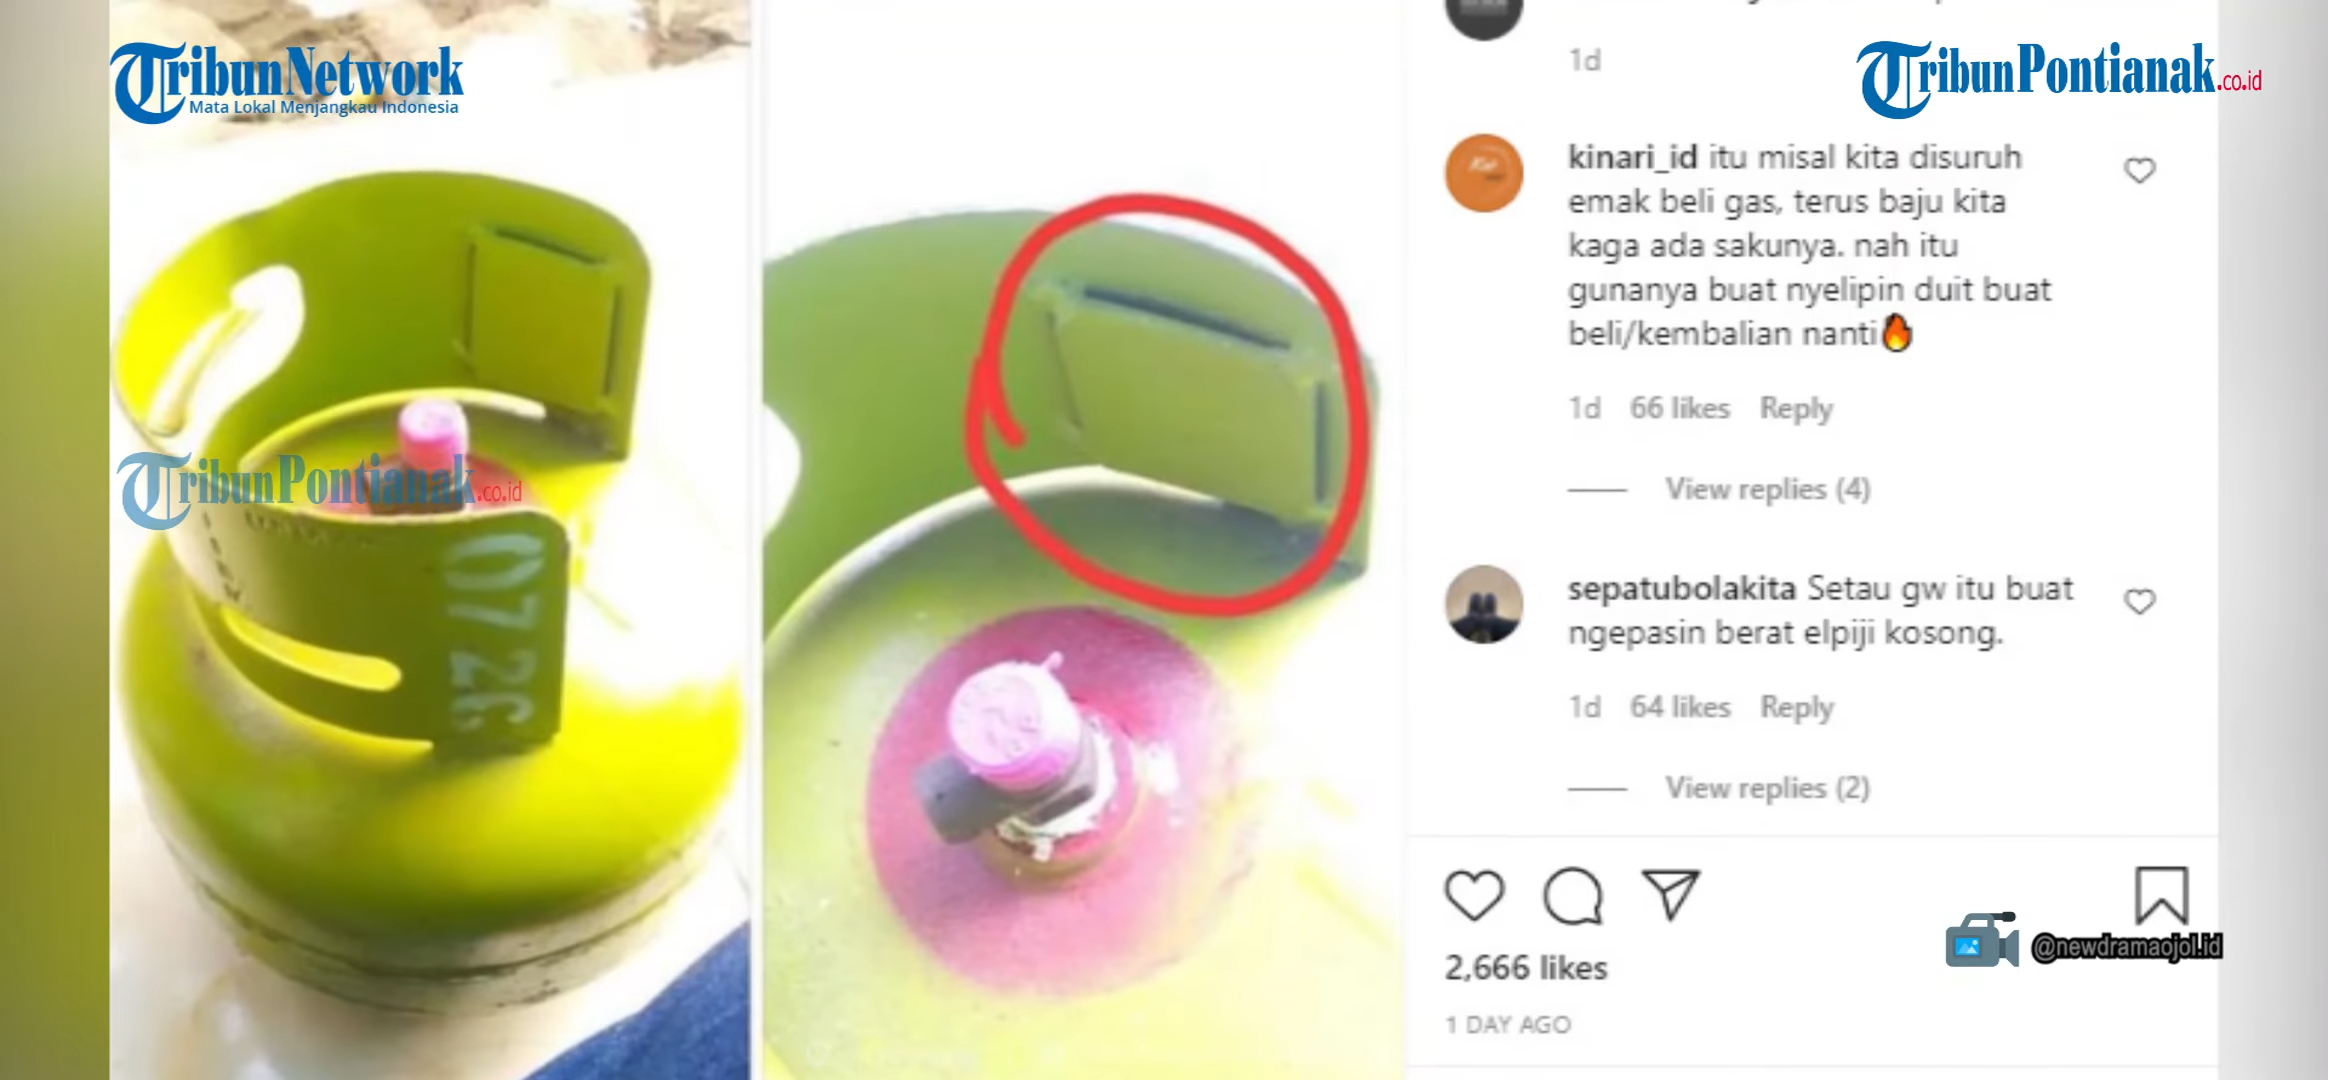 TribunNetwork
Mata Lokal Menjangkau Indonesia
TribunPontianak.co.id
1d
kinari_id itu misal kita disuruh
emak beli gas, terus baju kita
kaga ada sakunya. nah itu
gunanya buat nyelipin duit buat
beli/kembalian nanti🔥
1d 66 likes Reply
View replies (4)
TribunPontianak.co.id
07 26
sepatubolakita Setau gw itu buat
ngepasin berat elpiji kosong.
1d 64 likes Reply
View replies (2)
2,666 likes
@newdramaojol.id
1 DAY AGO